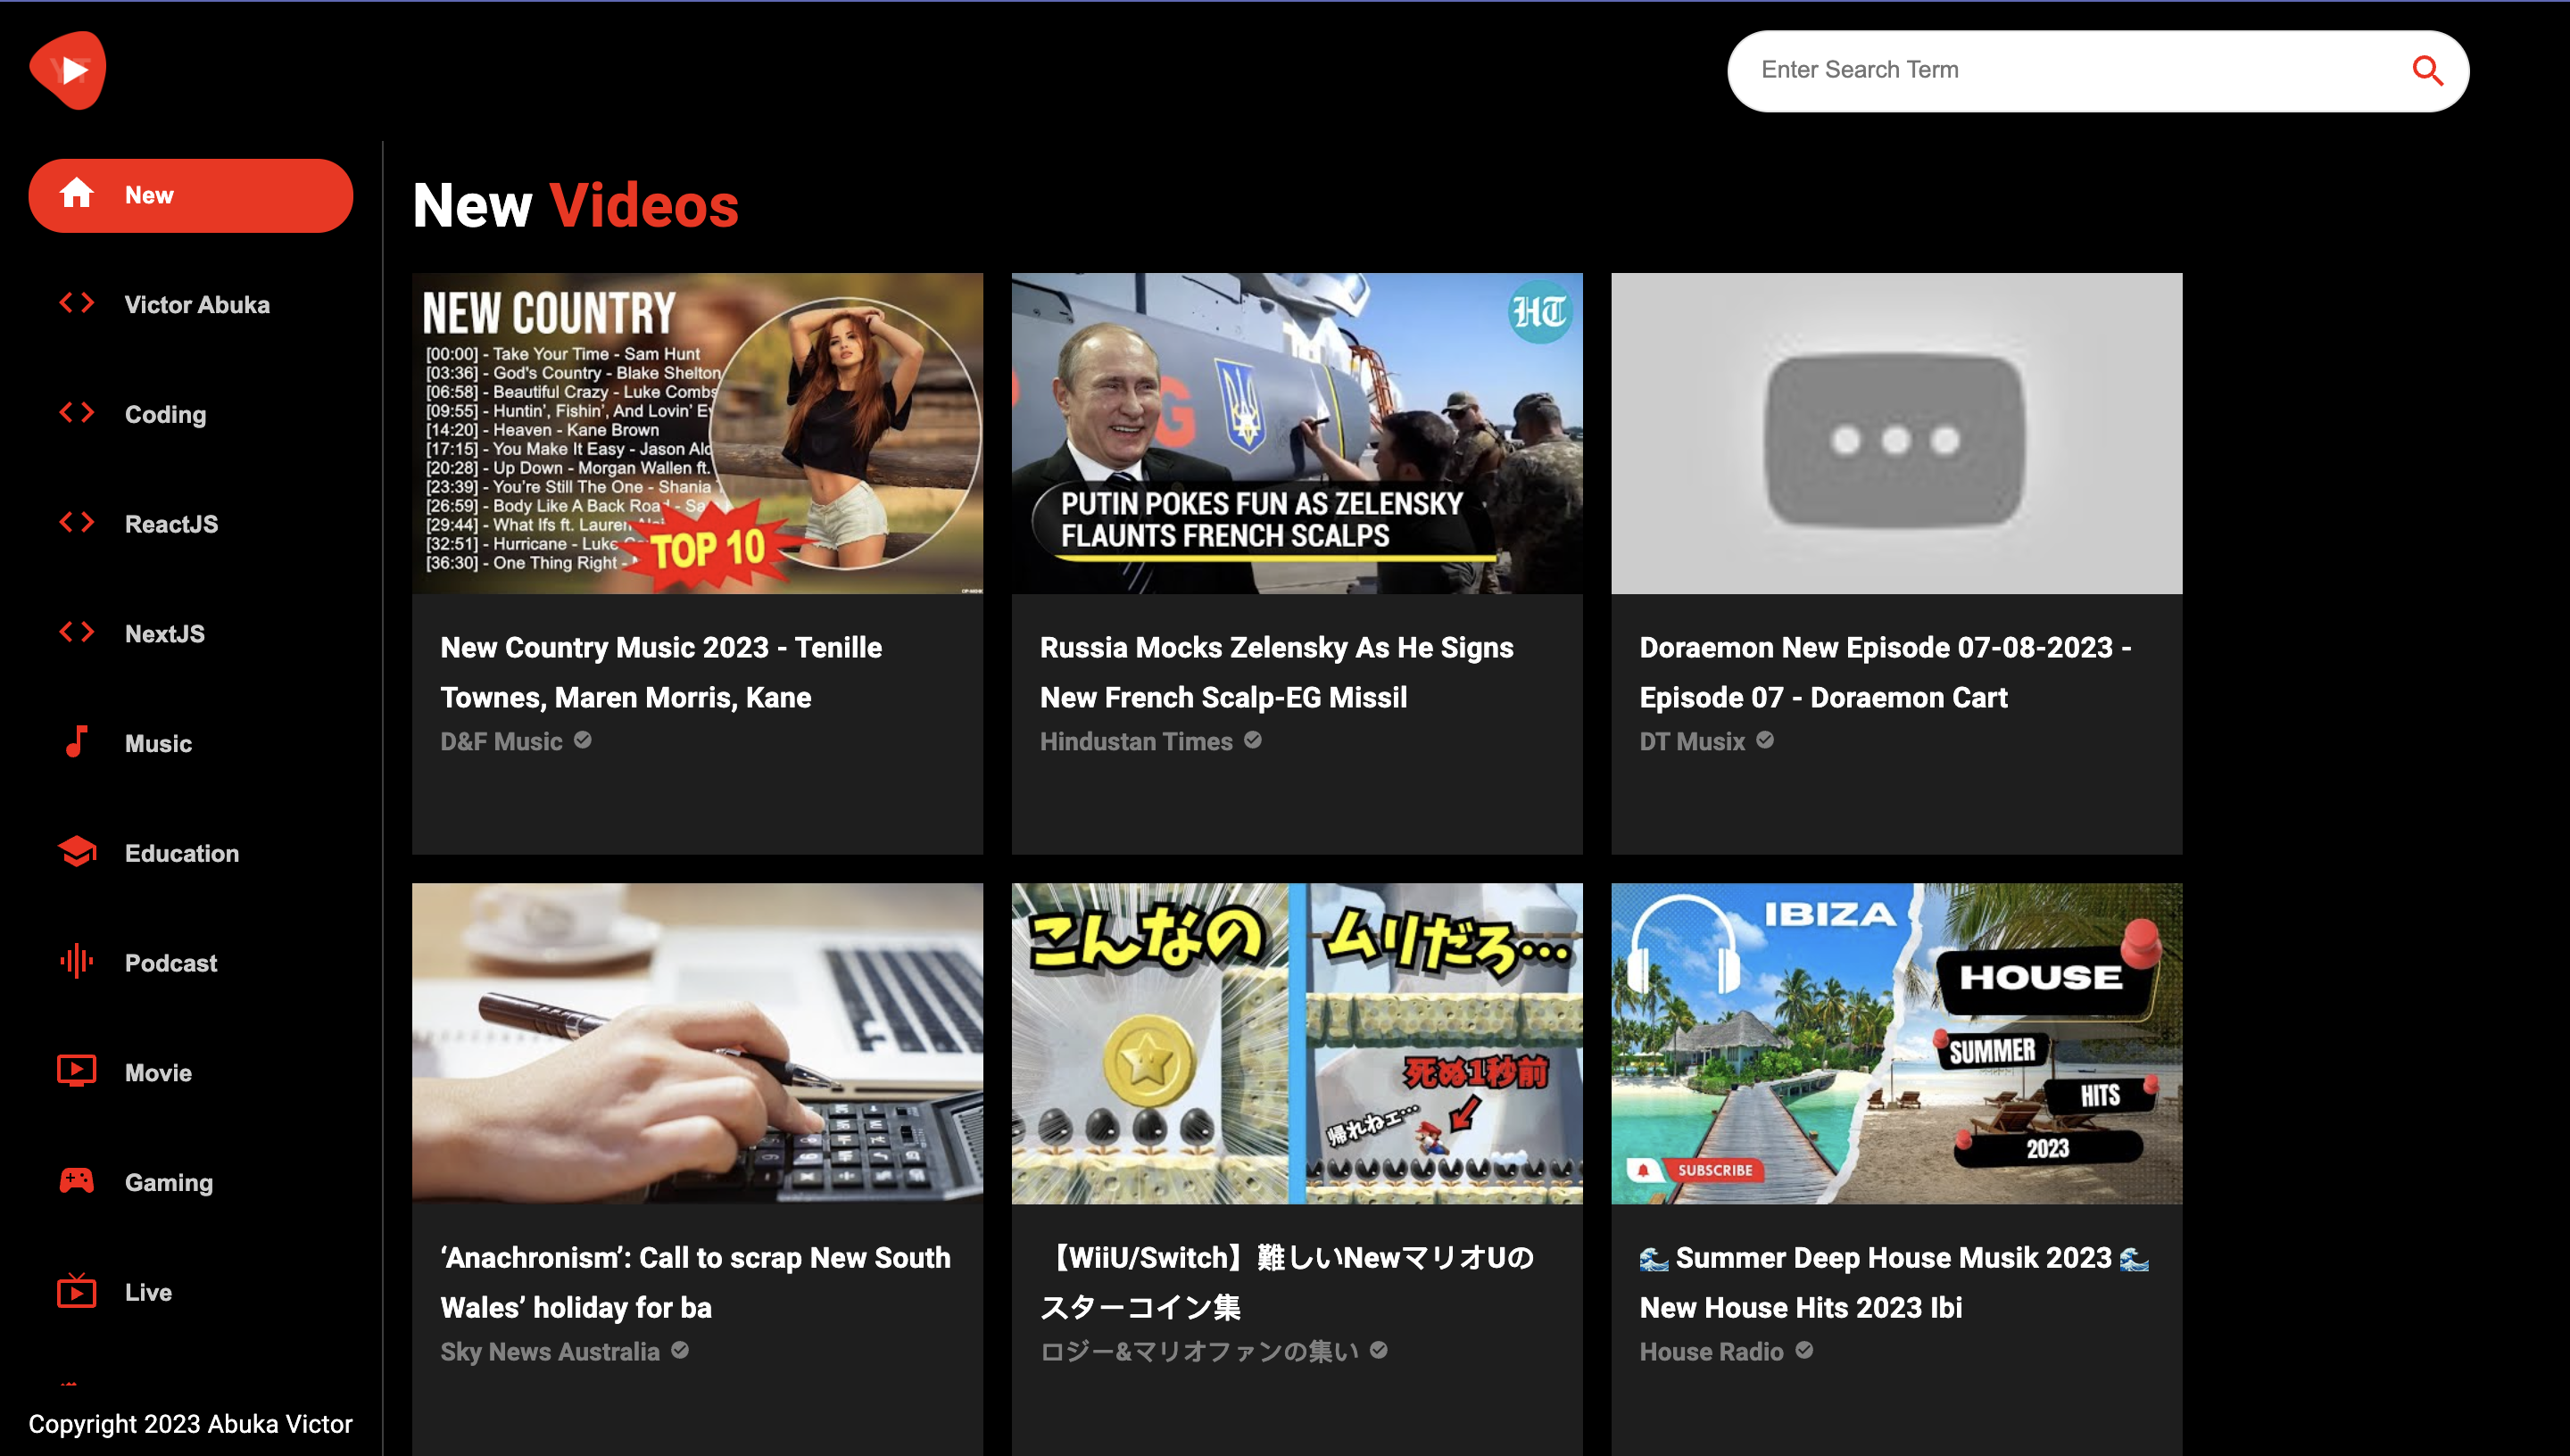 YT
Enter Search Term
New
Victor Abuka
Coding
ReactJS
NextJS
Music
Education
Podcast
Movie
Gaming
Live
Copyright 2023 Abuka Victor
New Videos
NEW COUNTRY
[00:00] - Take Your Time - Sam Hunt
[03:36] - God's Country - Blake Shelton
[06:58] - Beautiful Crazy - Luke Combs
[09:55] - Huntin', Fishin', And Lovin'
[14:20] - Heaven - Kane Brown
[17:15] - You Make It Easy - Jason
[20:28] - Up Down - Morgan Wallen ft.
[23:39] - You're Still The One - Shania
[26:59] - Body Like A Back Road -
[29:44] - What Ifs ft. Lauren
[32:51] - Hurricane - Luke
[36:30] - One Thing Right -
TOP 10
New Country Music 2023 - Tenille
Townes, Maren Morris, Kane
D&F Music
HT
G
PUTIN POKES FUN AS ZELENSKY
FLAUNTS FRENCH SCALPS
Russia Mocks Zelensky As He Signs
New French Scalp-EG Missil
Hindustan Times
Doraemon New Episode 07-08-2023 -
Episode 07 - Doraemon Cart
DT Musix
‘Anachronism’: Call to scrap New South
Wales’ holiday for ba
Sky News Australia
こんなの
ムリだろ…
死ぬ1秒前
帰れねェ…
【WiiU/Switch】難しいNewマリオUの
スターコイン集
ロジー&マリオファンの集い
IBIZA
HOUSE
SUMMER
HITS
2023
SUBSCRIBE
🌊 Summer Deep House Musik 2023 🌊
New House Hits 2023 Ibi
House Radio